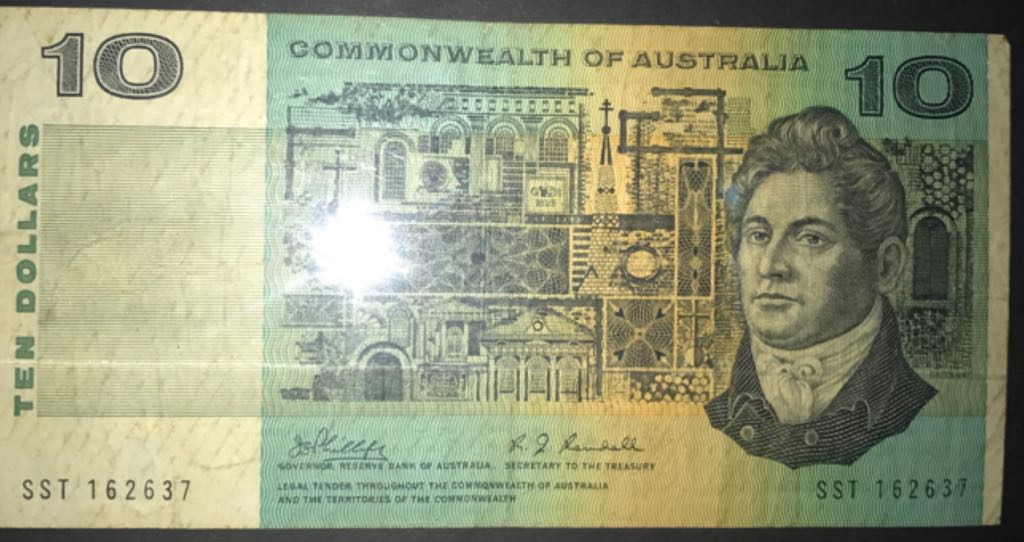 10
COMMONWEALTH OF AUSTRALIA
10
TEN DOLLARS
R. J. Randall
GOVERNOR, RESERVE BANK OF AUSTRALIA. SECRETARY TO THE TREASURY
LEGAL TENDER THROUGHOUT THE COMMONWEALTH OF AUSTRALIA
AND THE TERRITORIES OF THE COMMONWEALTH
SST 162637
SST 162637